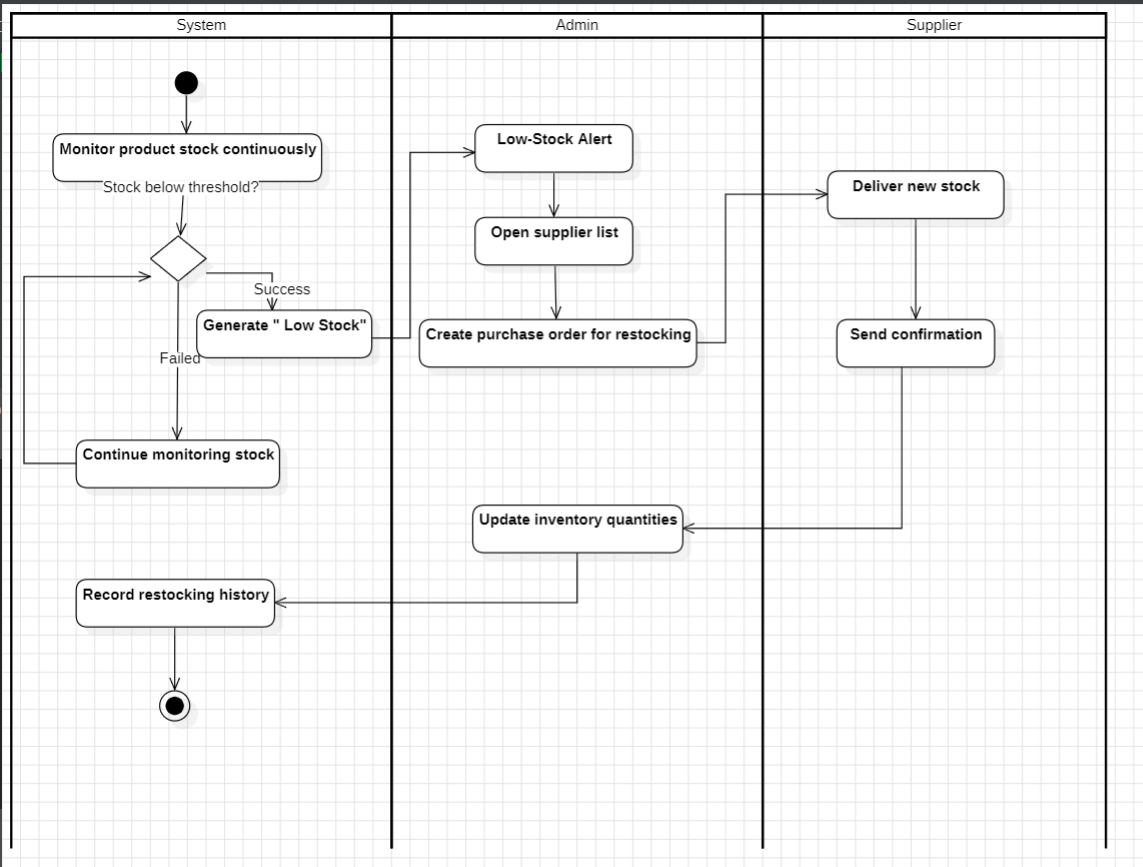 System
Admin
Supplier
Monitor product stock continuously
Stock below threshold?
Success
Generate " Low Stock"
Failed
Continue monitoring stock
Record restocking history
Low-Stock Alert
Open supplier list
Create purchase order for restocking
Update inventory quantities
Deliver new stock
Send confirmation